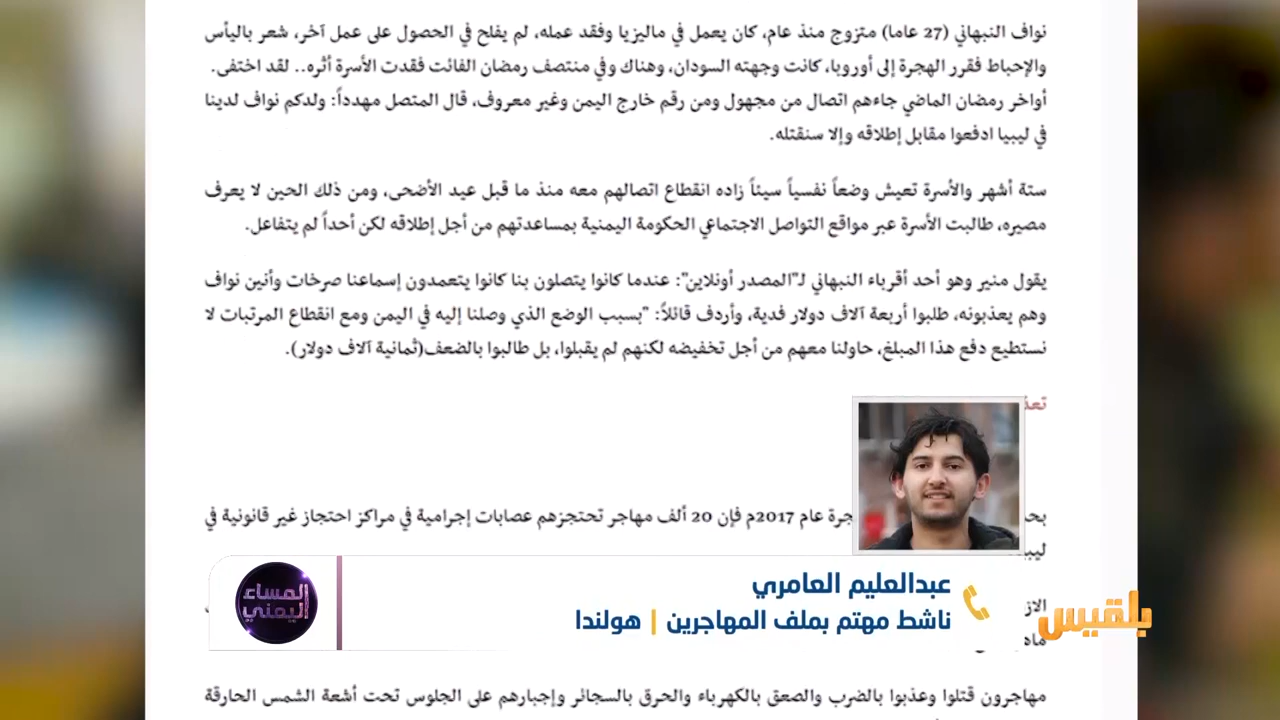 نواف النبهاني (27 عاما) متزوج منذ عام، كان يعمل في ماليزيا وفقد عمله، لم يفلح في الحصول على عمل آخر، شعر باليأس
والإحباط فقرر الهجرة إلى أوروبا، كانت وجهته السودان، وهناك وفي منتصف رمضان الفائت فقدت الأسرة أثره.. لقد اختفى.
أواخر رمضان الماضي جاءهم اتصال من مجهول ومن رقم خارج اليمن وغير معروف، قال المتصل مهدداً: ولدكم نواف لدينا
في ليبيا ادفعوا مقابل إطلاقه وإلا سنقتله.
ستة أشهر والأسرة تعيش وضعاً نفسياً سيئاً زاده انقطاع اتصالهم معه منذ ما قبل عيد الأضحى، ومن ذلك الحين لا يعرف
مصيره، طالبت الأسرة عبر مواقع التواصل الاجتماعي الحكومة اليمنية بمساعدتهم من أجل إطلاقه لكن أحداً لم يتفاعل.
يقول منير وهو أحد أقرباء النبهاني لـ"المصدر أونلاين": عندما كانوا يتصلون بنا كانوا يتعمدون إسماعنا صرخات وأنين نواف
وهم يعذبونه، طلبوا أربعة آلاف دولار فدية، وأردف قائلاً: "بسبب الوضع الذي وصلنا إليه في اليمن ومع انقطاع المرتبات لا
نستطيع دفع هذا المبلغ، حاولنا معهم من أجل تخفيضه لكنهم لم يقبلوا، بل طالبوا بالضعف(ثمانية آلاف دولار).
عام 2017م فإن 20 ألف مهاجر تحتجزهم عصابات إجرامية في مراكز احتجاز غير قانونية في
عبدالعليم العامري
ناشط مهتم بملف المهاجرين | هولندا
المساء
اليمني
بلقيس
مهاجرون قتلوا وعذبوا بالضرب والصعق بالكهرباء والحرق بالسجائر وإجبارهم على الجلوس تحت أشعة الشمس الحارقة